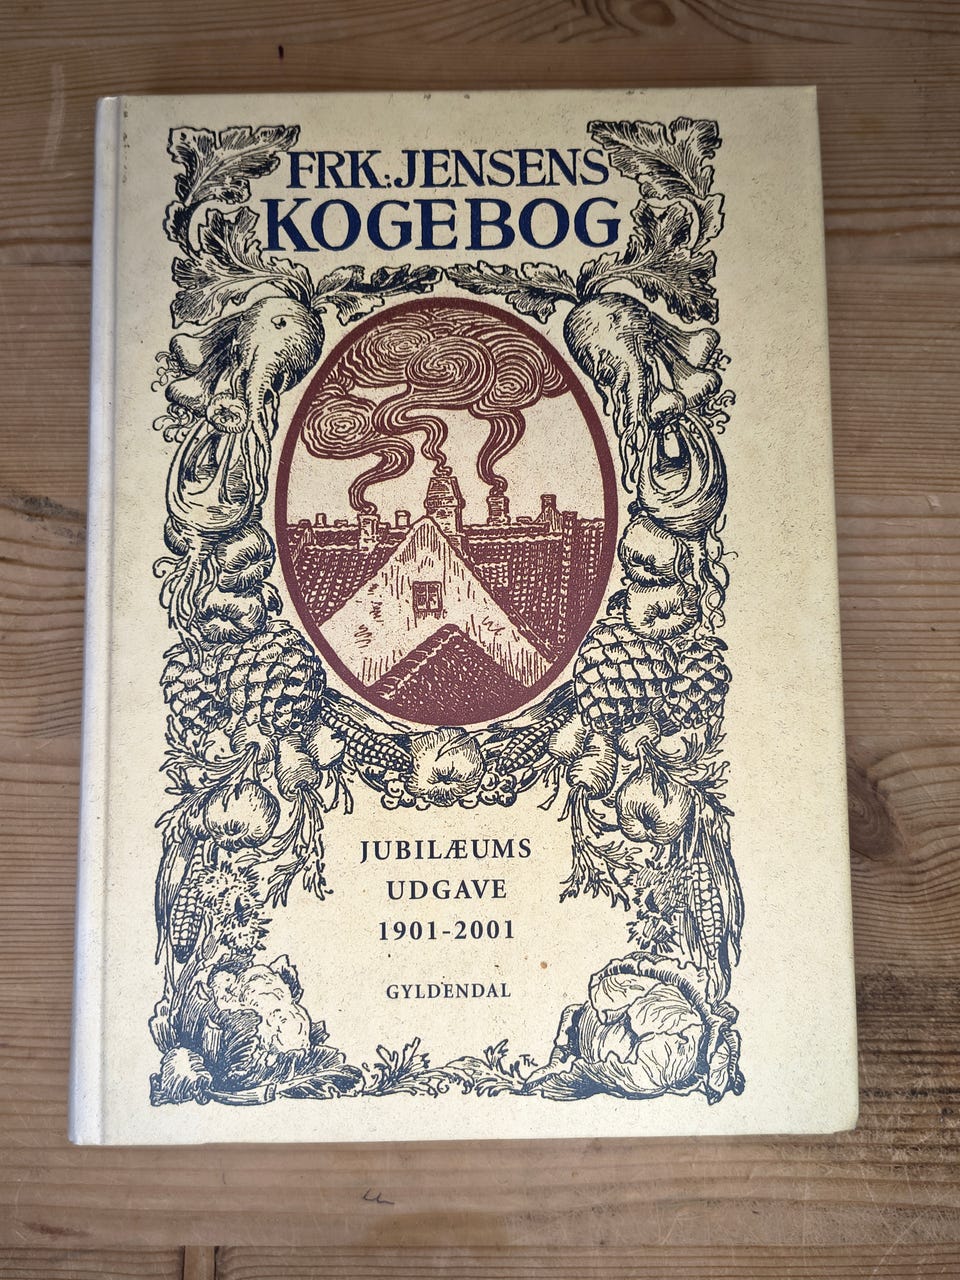 FRK. JENSENS
KOGEBOG
JUBILÆUMS
UDGAVE
1901-2001
GYLDENDAL